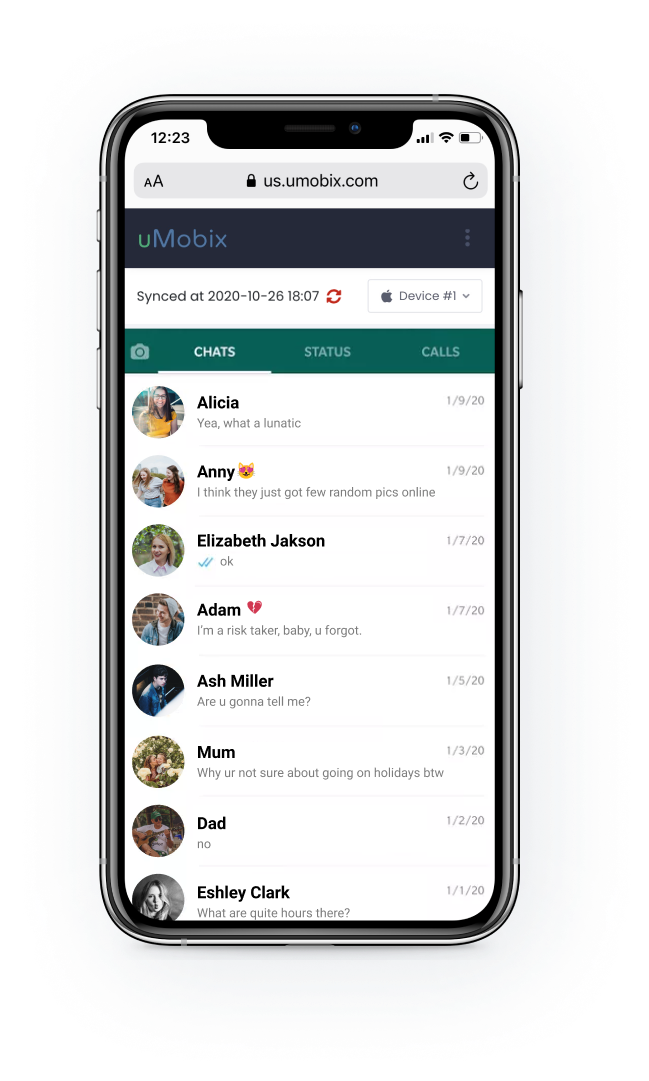 12:23
AA us.umobix.com
uMobix
Synced at 2020-10-26 18:07 Device #1
CHATS STATUS CALLS
Alicia 1/9/20
Yea, what a lunatic
Anny😻 1/9/20
I think they just got few random pics online
Elizabeth Jakson 1/7/20
ok
Adam 💔 1/7/20
I'm a risk taker, baby, u forgot.
Ash Miller 1/5/20
Are u gonna tell me?
Mum 1/3/20
Why ur not sure about going on holidays btw
Dad 1/2/20
no
Eshley Clark 1/1/20
What are quite hours there?